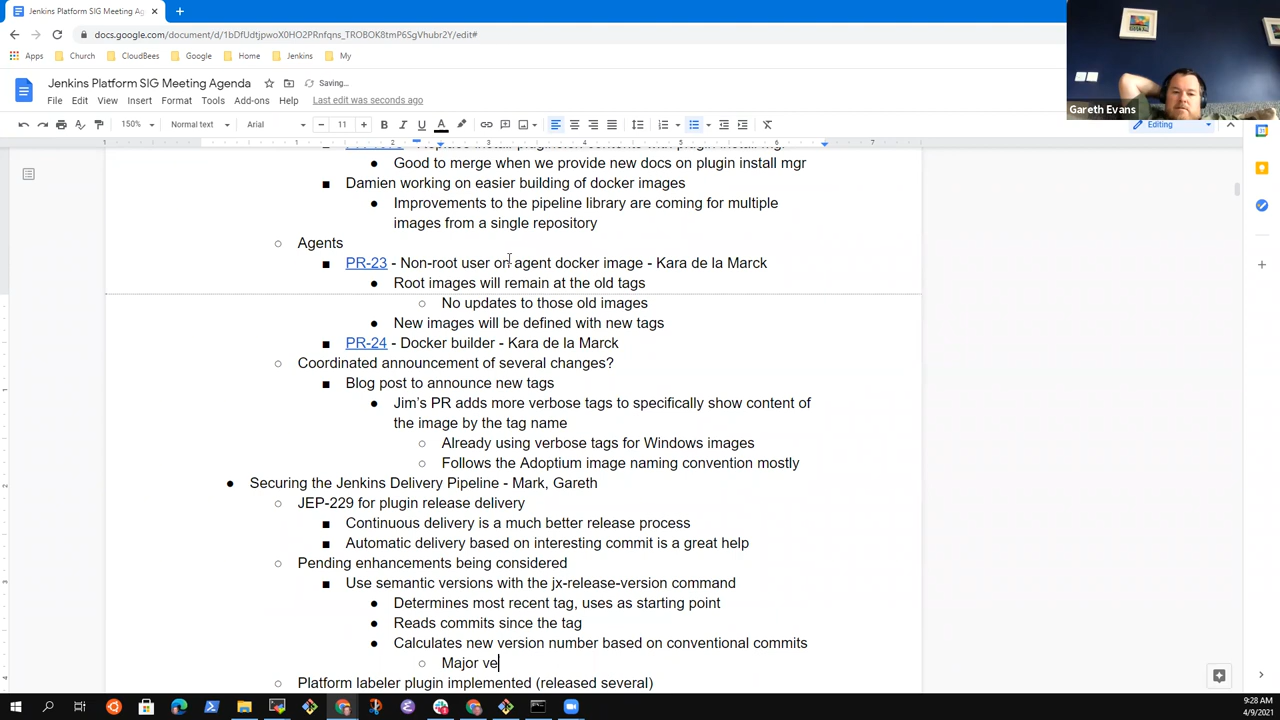 Jenkins Platform SIG Meeting Ag
docs.google.com/document/d/1bDfUdtjpwoX0HO2PRnfqns_TROBOK8tmP6SgVhubrZY/edit#
Apps Church CloudBees Google Home Jenkins My
Gareth Evans
Jenkins Platform SIG Meeting Agenda Saving...
File Edit View Insert Format Tools Add-ons Help Last edit was seconds ago
150% Normal text Arial 11 Editing
1 2 3 4 5 6 7
Good to merge when we provide new docs on plugin install mgr
Damien working on easier building of docker images
Improvements to the pipeline library are coming for multiple
images from a single repository
Agents
PR-23 - Non-root user on agent docker image - Kara de la Marck
Root images will remain at the old tags
No updates to those old images
New images will be defined with new tags
PR-24 - Docker builder - Kara de la Marck
Coordinated announcement of several changes?
Blog post to announce new tags
Jim's PR adds more verbose tags to specifically show content of
the image by the tag name
Already using verbose tags for Windows images
Follows the Adoptium image naming convention mostly
Securing the Jenkins Delivery Pipeline - Mark, Gareth
JEP-229 for plugin release delivery
Continuous delivery is a much better release process
Automatic delivery based on interesting commit is a great help
Pending enhancements being considered
Use semantic versions with the jx-release-version command
Determines most recent tag, uses as starting point
Reads commits since the tag
Calculates new version number based on conventional commits
Major ve
Platform labeler plugin implemented (released several)
9:28 AM
4/9/2021